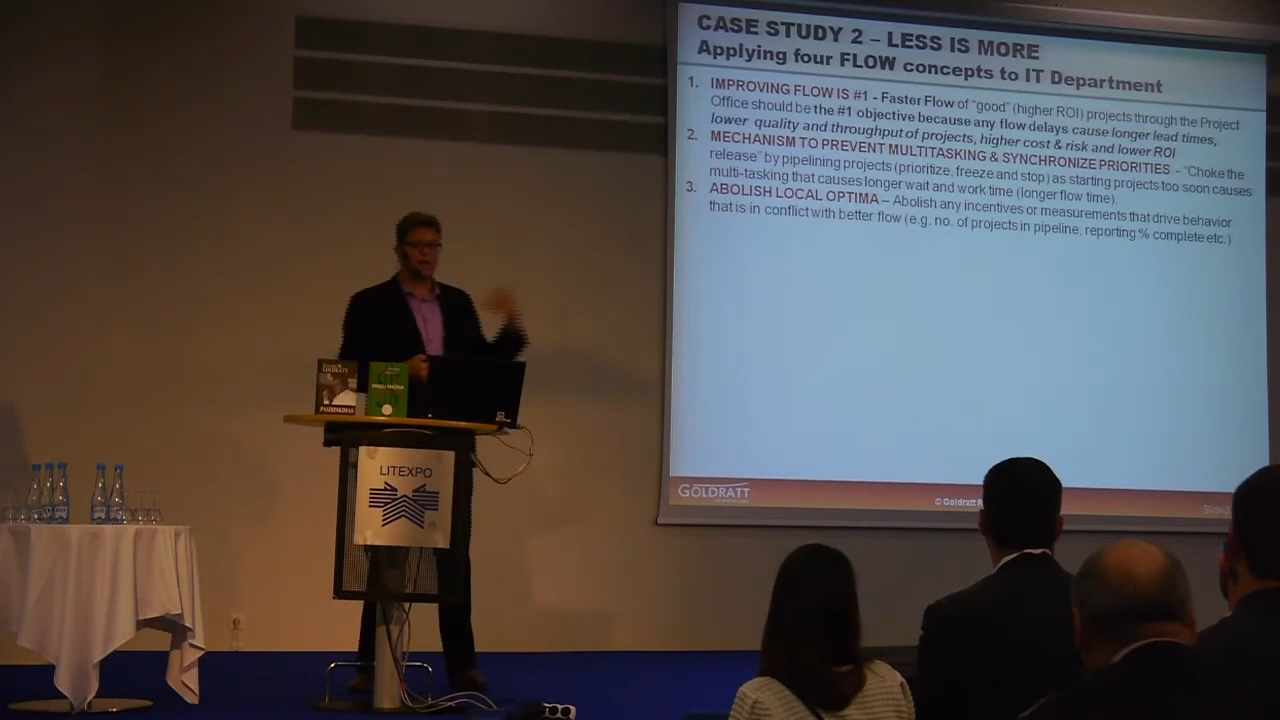 CASE STUDY 2 – LESS IS MORE
Applying four FLOW concepts to IT Department
1. IMPROVING FLOW IS #1 - Faster Flow of “good” (higher ROI) projects through the Project
Office should be the #1 objective because any flow delays cause longer lead times,
lower quality and throughput of projects, higher cost & risk and lower ROI
2. MECHANISM TO PREVENT MULTITASKING & SYNCHRONIZE PRIORITIES - “Choke the
release” by pipelining projects (prioritize, freeze and stop) as starting projects too soon causes
multi-tasking that causes longer wait and work time (longer flow time).
3. ABOLISH LOCAL OPTIMA – Abolish any incentives or measurements that drive behavior
that is in conflict with better flow (e.g. no. of projects in pipeline, reporting % complete etc.)
GOLDRATT
© Goldratt
Slide
GOLDRATT
PASIRINKIMAS
LITEXPO
®